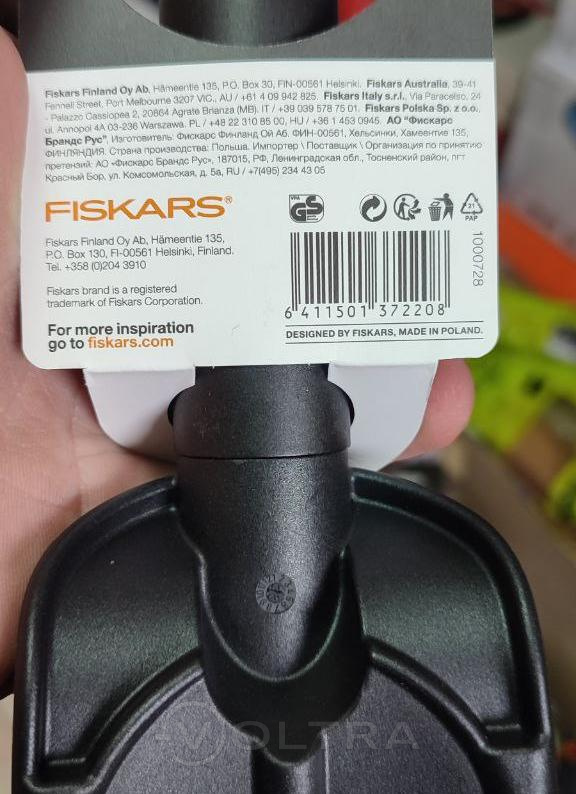 Fiskars Finland Oy Ab, Hämeentie 135, P.O. Box 30, FIN-00561 Helsinki. Fiskars Australia, 39-41
Fennell Street, Port Melbourne 3207 VIC., AU / +61 4 09 942 825. Fiskars Italy s.r.l., Via Paracelso, 24
- Palazzo Cassiopea 2, 20864 Agrate Brianza (MB). IT / +39 039 578 75 01. Fiskars Polska Sp. z o.o.,
ul. Annopol 4A 03-236 Warszawa. PL / +48 22 310 85 00, HU / +36 1 453 0945. АО "Фискарс
Брандс Рус", Изготовитель: Фискарс Финланд Ой Аб. ФИН-00561, Хельсинки, Хамеентие 135,
ФИНЛЯНДИЯ. Страна производства: Польша. Импортер \ Поставщик \ Организация по принятию
претензий: АО «Фискарс Брандс Рус», 187015, РФ, Ленинградская обл., Тосненский район, пгт
Красный Бор, ул. Комсомольская, д. 5а, RU / +7(495) 234 43 05
FISKARS®
GS
21
PAP
Fiskars Finland Oy Ab, Hämeentie 135,
P.O. Box 130, FI-00561 Helsinki, Finland.
Tel. +358 (0)204 3910
Fiskars brand is a registered
trademark of Fiskars Corporation.
For more inspiration
go to fiskars.com
1000728
6 411501 372208
DESIGNED BY FISKARS, MADE IN POLAND.
VOLTRA